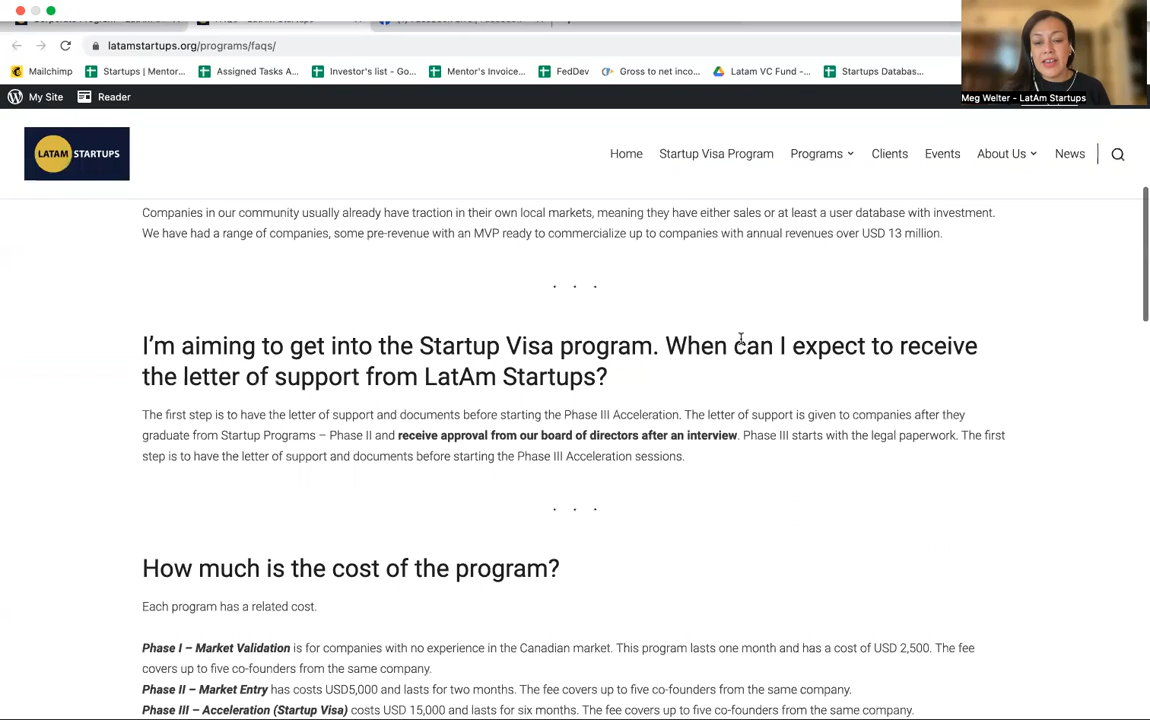 latamstartups.org/programs/faqs/
Mailchimp
Startups | Mentor...
Assigned Tasks A...
Investor's list - Go...
Mentor's Invoice...
FedDev
Gross to net inco...
Latam VC Fund -...
Startups Databas...
Meg Welter - LatAm Startups
My Site
Reader
LATAM STARTUPS
Home
Startup Visa Program
Programs
Clients
Events
About Us
News
Companies in our community usually already have traction in their own local markets, meaning they have either sales or at least a user database with investment.
We have had a range of companies, some pre-revenue with an MVP ready to commercialize up to companies with annual revenues over USD 13 million.
. . .
I'm aiming to get into the Startup Visa program. When can I expect to receive
the letter of support from LatAm Startups?
The first step is to have the letter of support and documents before starting the Phase III Acceleration. The letter of support is given to companies after they
graduate from Startup Programs – Phase II and receive approval from our board of directors after an interview. Phase III starts with the legal paperwork. The first
step is to have the letter of support and documents before starting the Phase III Acceleration sessions.
. . .
How much is the cost of the program?
Each program has a related cost.
Phase I – Market Validation is for companies with no experience in the Canadian market. This program lasts one month and has a cost of USD 2,500. The fee
covers up to five co-founders from the same company.
Phase II – Market Entry has costs USD5,000 and lasts for two months. The fee covers up to five co-founders from the same company.
Phase III – Acceleration (Startup Visa) costs USD 15,000 and lasts for six months. The fee covers up to five co-founders from the same company.